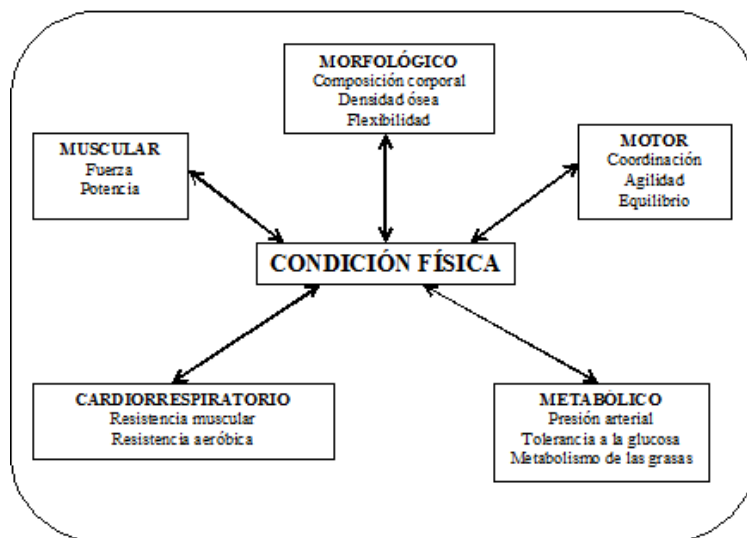 MORFOLÓGICO
Composición corporal
Densidad ósea
Flexibilidad
MUSCULAR
Fuerza
Potencia
MOTOR
Coordinación
Agilidad
Equilibrio
CONDICIÓN FÍSICA
CARDIORRESPIRATORIO
Resistencia muscular
Resistencia aeróbica
METABÓLICO
Presión arterial
Tolerancia a la glucosa
Metabolismo de las grasas